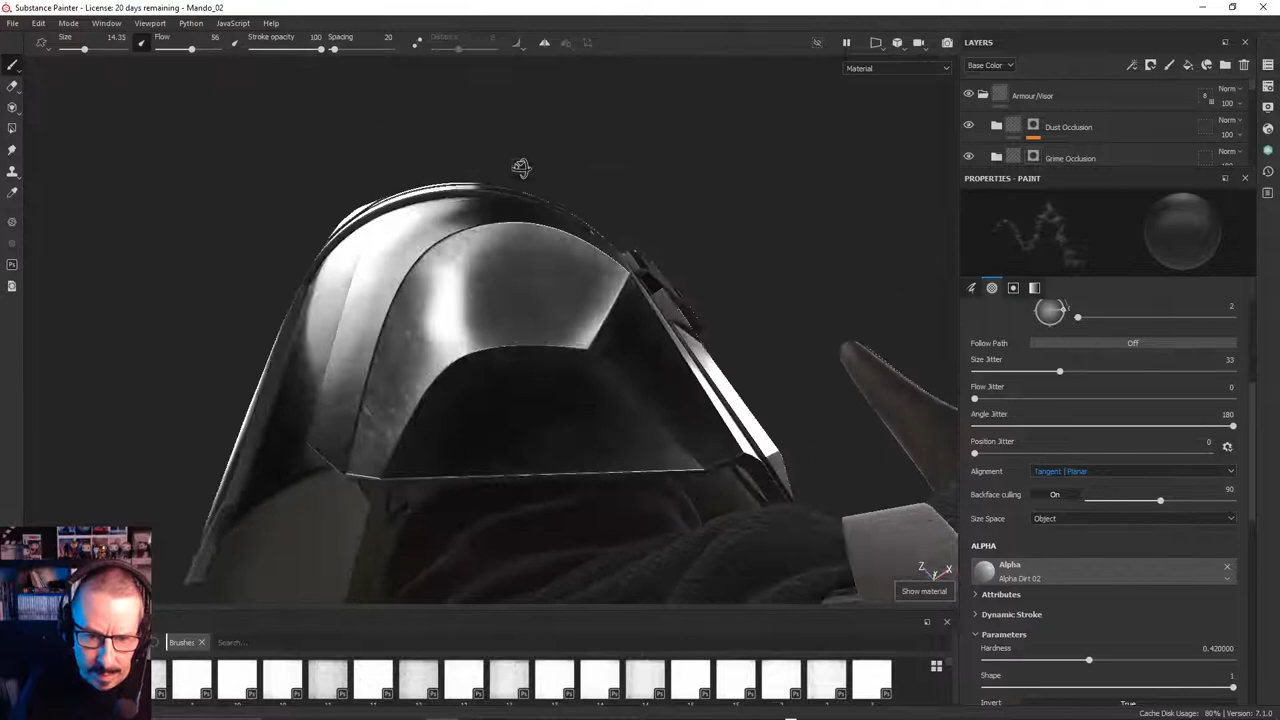 Substance Painter - License: 20 days remaining - Mando_02
File Edit Mode Window Viewport Python JavaScript Help
Size 14.35 Flow 56 Stroke opacity 100 Spacing 20 Distance 8
Material
LAYERS
Base Color
Armour/Visor
Norm
100
Dust Occlusion
Norm
100
Grime Occlusion
Norm
PROPERTIES - PAINT
2
Follow Path Off
Size Jitter 33
Flow Jitter 0
Angle Jitter 180
Position Jitter 0
Alignment Tangent | Planar
Backface culling On 90
Size Space Object
ALPHA
Alpha
Alpha Dirt 02
Attributes
Dynamic Stroke
Parameters
Hardness 0.420000
Shape 1
Invert True
Z X
Show material
Brushes Search...
Cache Disk Usage: 80% | Version: 7.1.0